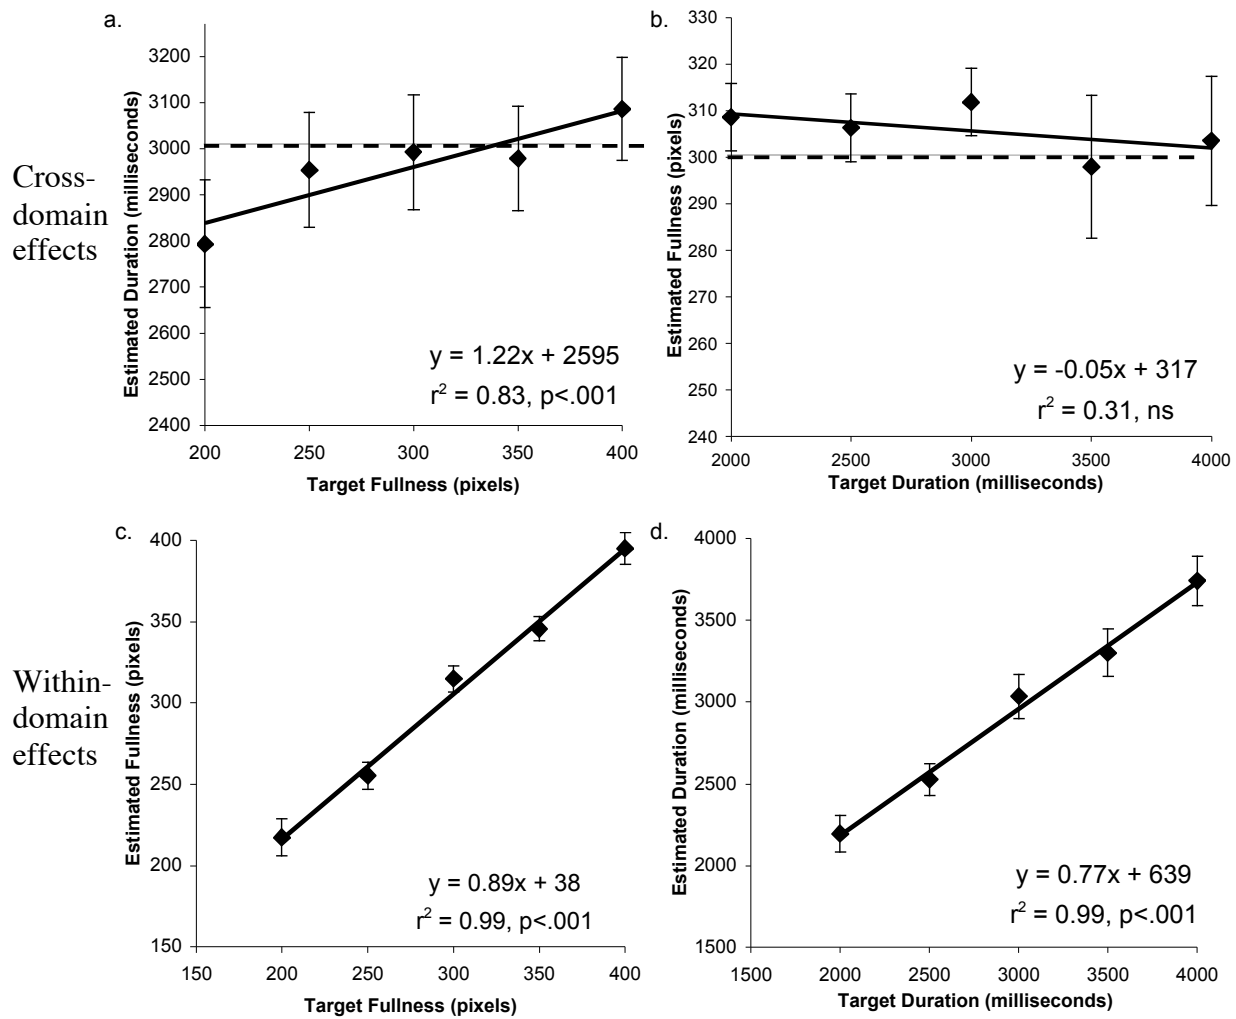 a.
3200
3100
3000
2900
2800
2700
2600
2500
2400
200 250 300 350 400
Estimated Duration (milliseconds)
Target Fullness (pixels)
y = 1.22x + 2595
r² = 0.83, p<.001
b.
330
320
310
300
290
280
270
260
250
240
2000 2500 3000 3500 4000
Estimated Fullness (pixels)
Target Duration (milliseconds)
y = -0.05x + 317
r² = 0.31, ns
Cross-
domain
effects
c.
400
350
300
250
200
150
150 200 250 300 350 400
Estimated Fullness (pixels)
Target Fullness (pixels)
y = 0.89x + 38
r² = 0.99, p<.001
d.
4000
3500
3000
2500
2000
1500
1500 2000 2500 3000 3500 4000
Estimated Duration (milliseconds)
Target Duration (milliseconds)
y = 0.77x + 639
r² = 0.99, p<.001
Within-
domain
effects